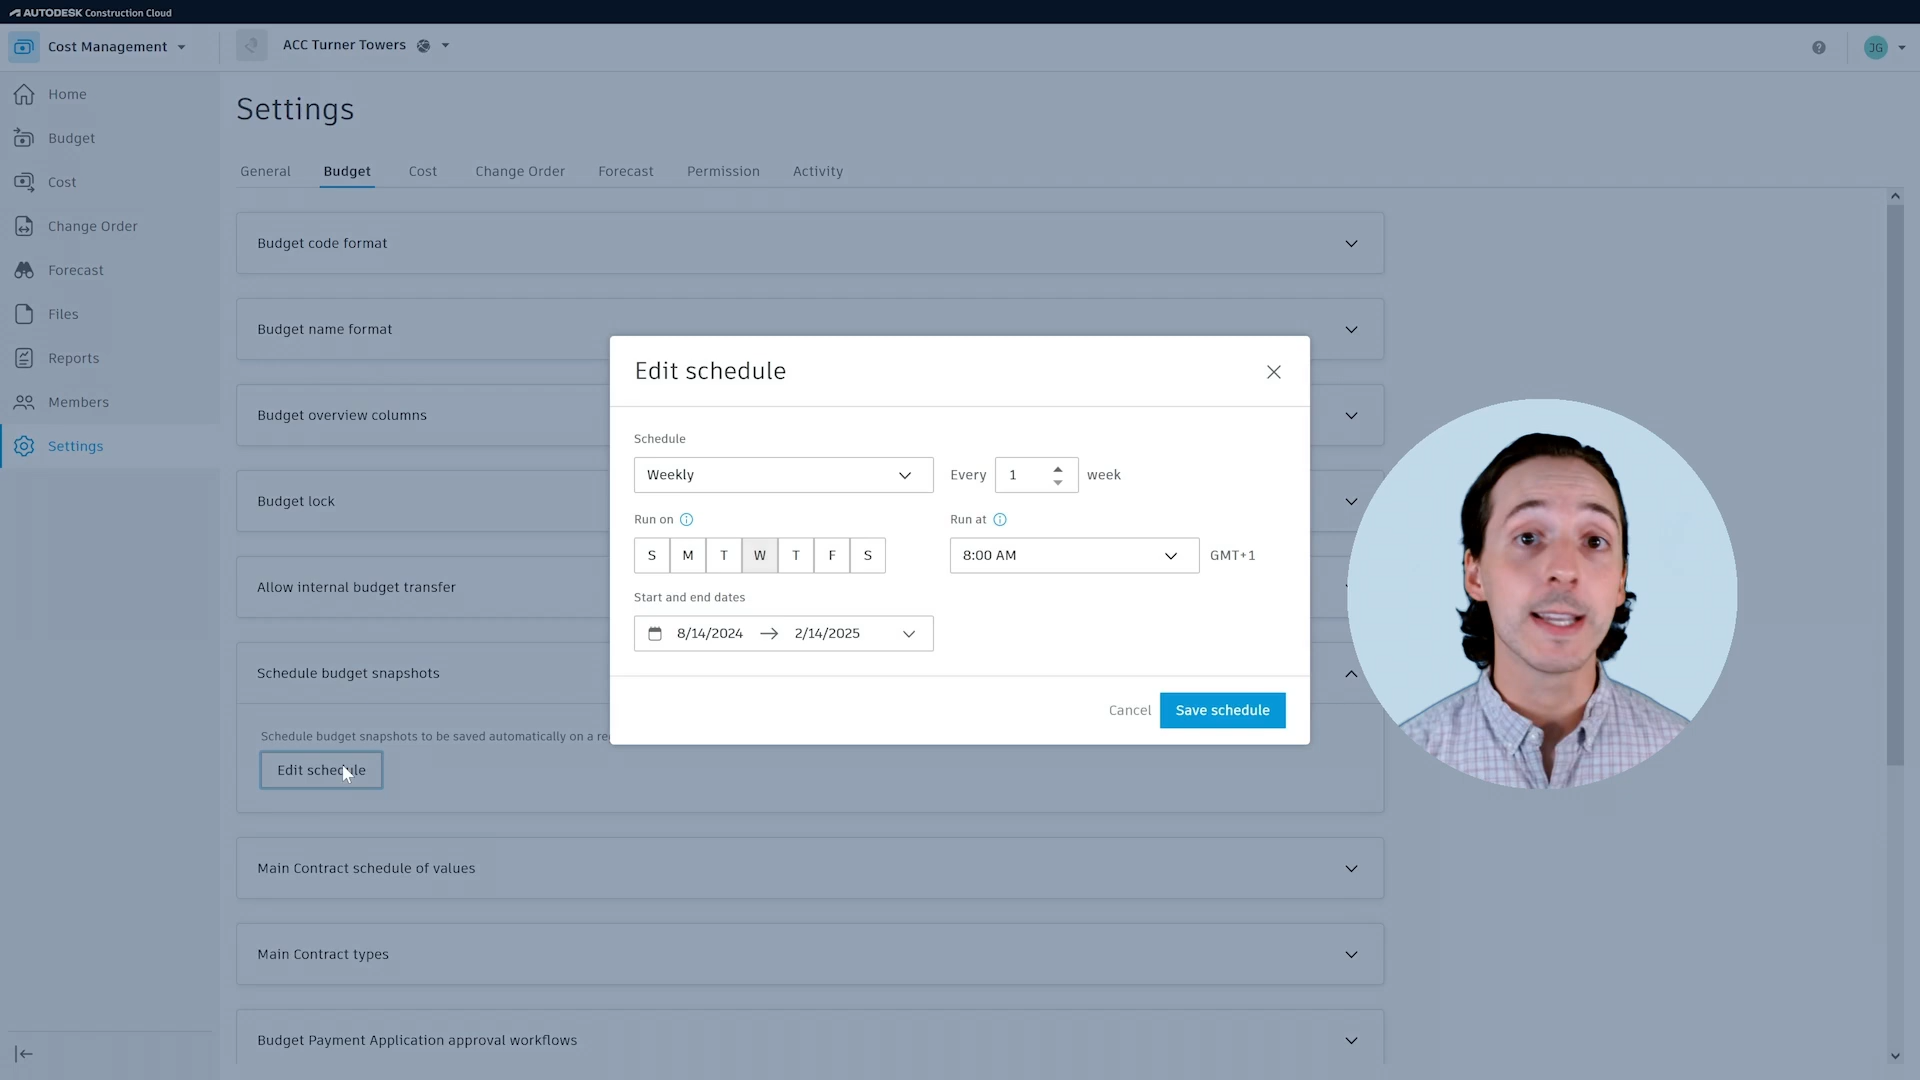 AUTODESK Construction Cloud
Cost Management
ACC Turner Towers
JG
Home
Budget
Cost
Change Order
Forecast
Files
Reports
Members
Settings
Settings
General Budget Cost Change Order Forecast Permission Activity
Budget code format
Budget name format
Budget overview columns
Budget lock
Allow internal budget transfer
Schedule budget snapshots
Schedule budget snapshots to be saved automatically on a
Edit schedule
Main Contract schedule of values
Main Contract types
Budget Payment Application approval workflows
Edit schedule
Schedule
Weekly Every 1 week
Run on Run at
S M T W T F S 8:00 AM GMT+1
Start and end dates
8/14/2024 → 2/14/2025
Cancel Save schedule